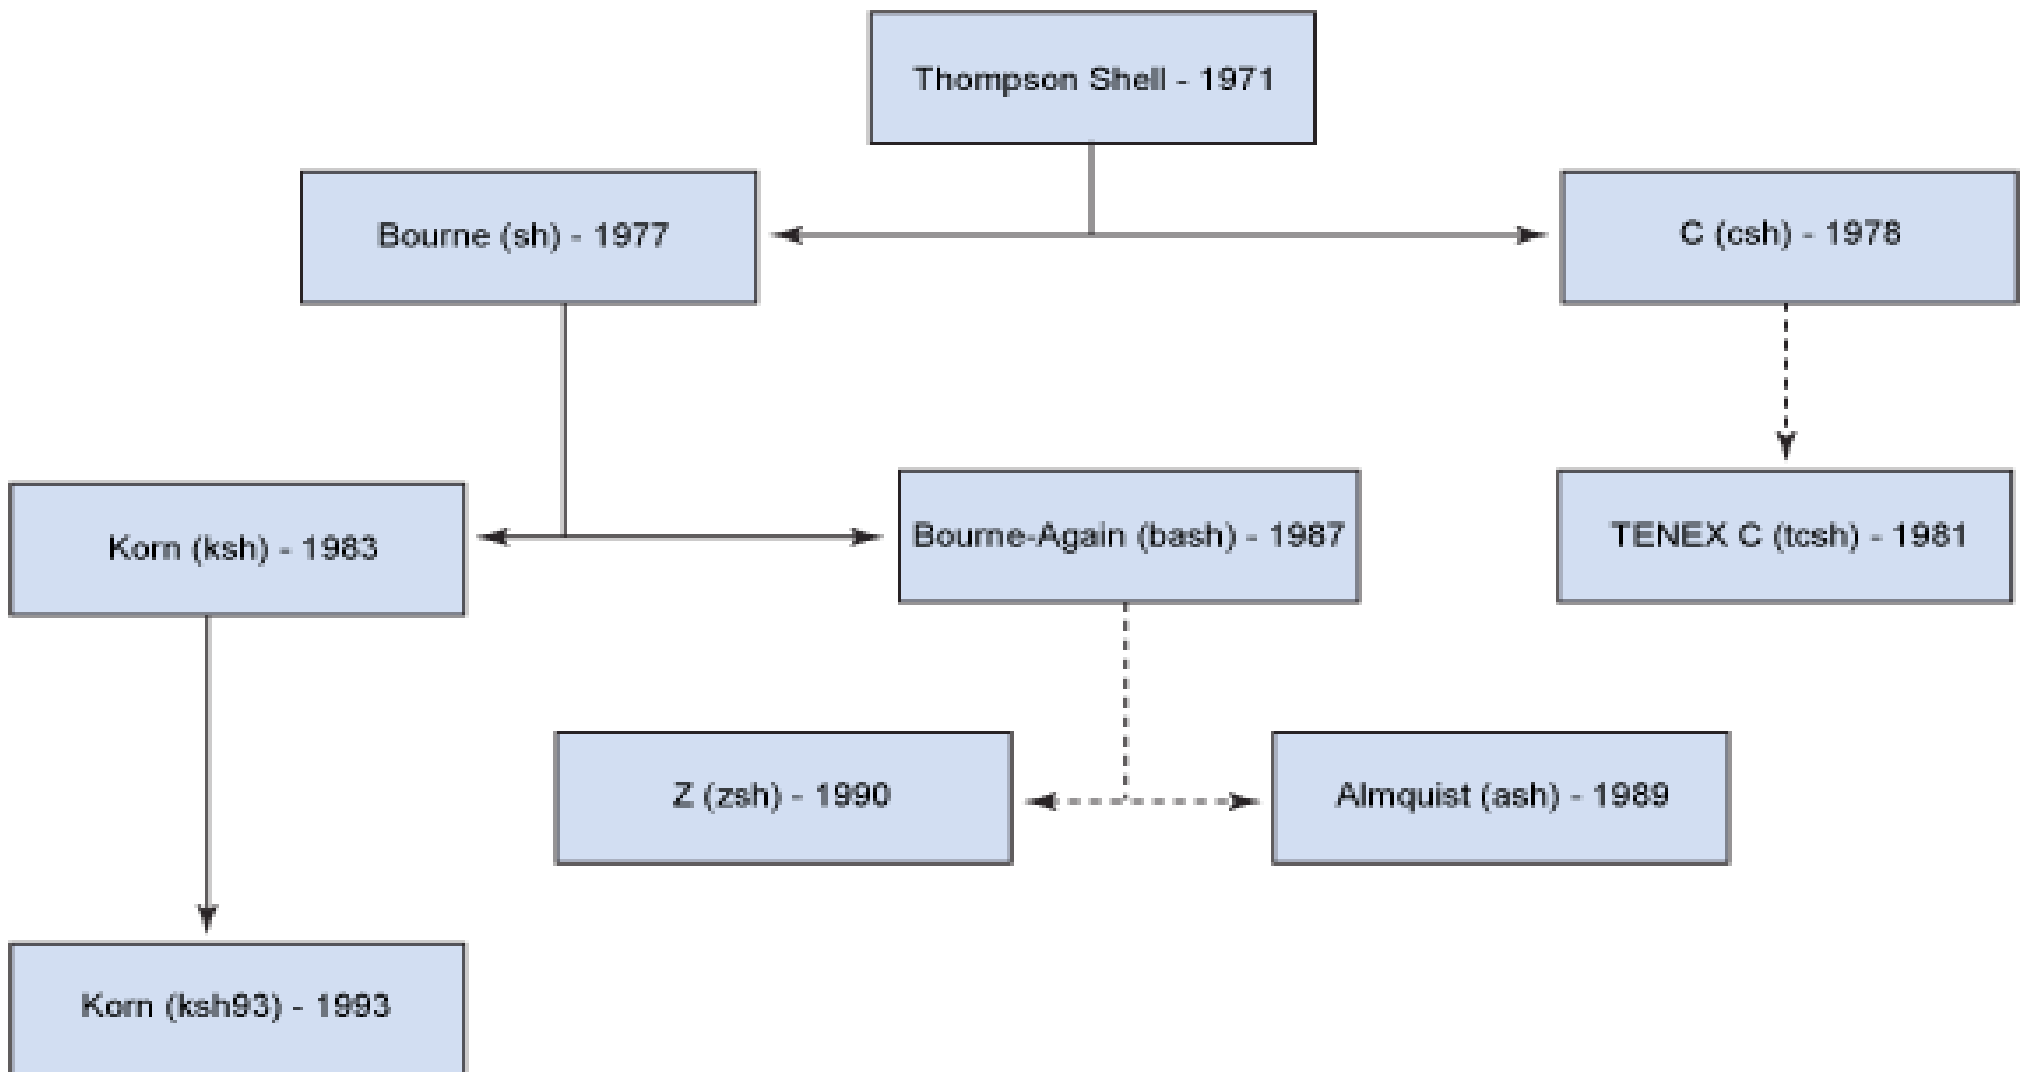 Thompson Shell - 1971
Bourne (sh) - 1977
C (csh) - 1978
Korn (ksh) - 1983
Bourne-Again (bash) - 1987
TENEX C (tcsh) - 1981
Z (zsh) - 1990
Almquist (ash) - 1989
Korn (ksh93) - 1993